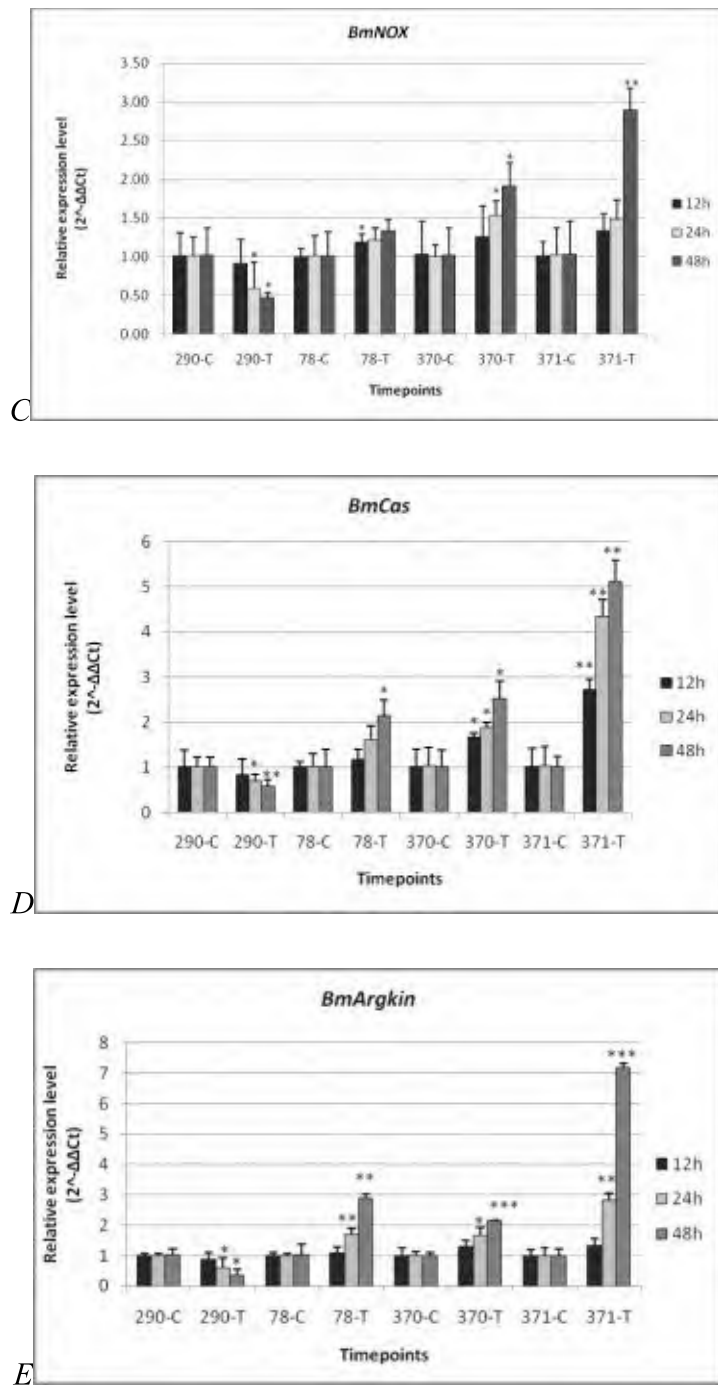 BmNOX
Relative expression level
(2^-ΔΔCt)
3.50
3.00
2.50
2.00
1.50
1.00
0.50
0.00
**
*
*
*
*
*
12h
24h
48h
290-C 290-T 78-C 78-T 370-C 370-T 371-C 371-T
Timepoints
C
BmCas
Relative expression level
(2^-ΔΔCt)
6
5
4
3
2
1
0
**
**
**
*
*
*
*
*
**
12h
24h
48h
290-C 290-T 78-C 78-T 370-C 370-T 371-C 371-T
Timepoints
D
BmArgkin
Relative expression level
(2^-ΔΔCt)
8
7
6
5
4
3
2
1
0
***
**
**
***
**
*
*
*
12h
24h
48h
290-C 290-T 78-C 78-T 370-C 370-T 371-C 371-T
Timepoints
E